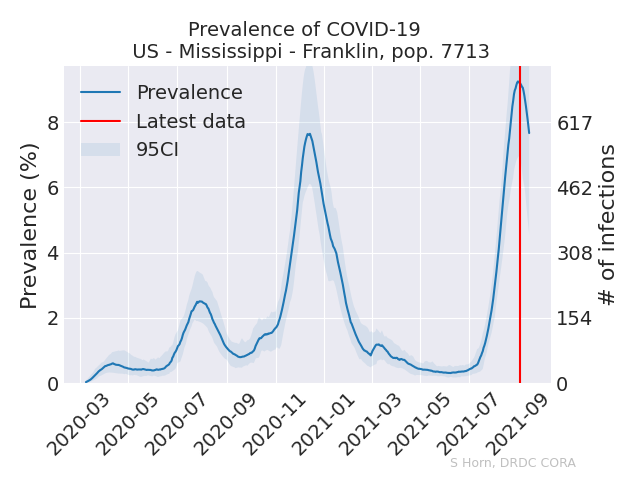 Prevalence of COVID-19
US - Mississippi - Franklin, pop. 7713
Prevalence
Latest data
95CI
Prevalence (%)
8
6
4
2
0
617
462
308
154
0
# of infections
2020-03
2020-05
2020-07
2020-09
2020-11
2021-01
2021-03
2021-05
2021-07
2021-09
S Horn, DRDC CORA